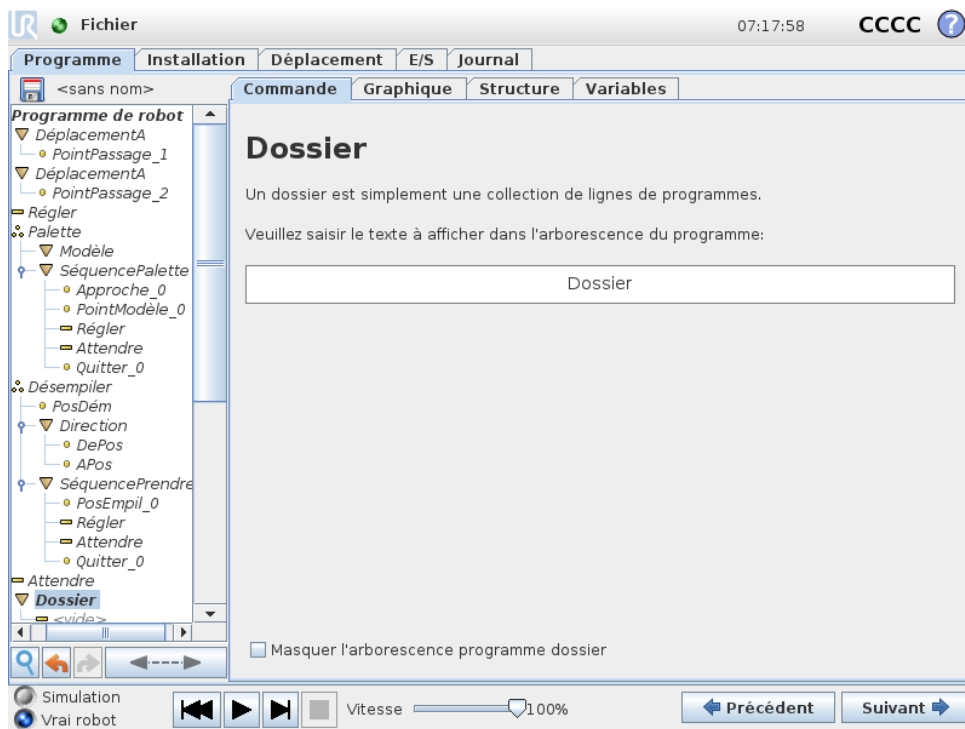 UR Fichier 07:17:58 CCCC ?
Programme Installation Déplacement E/S Journal
<sans nom> Commande Graphique Structure Variables
Programme de robot
DéplacementA
PointPassage_1
DéplacementA
PointPassage_2
Régler
Palette
Modèle
SéquencePalette
Approche_0
PointModèle_0
Régler
Attendre
Quitter_0
Désempiler
PosDém
Direction
DePos
APos
SéquencePrendre
PosEmpil_0
Régler
Attendre
Quitter_0
Attendre
Dossier
<vide>
Dossier
Un dossier est simplement une collection de lignes de programmes.
Veuillez saisir le texte à afficher dans l'arborescence du programme:
Dossier
Masquer l'arborescence programme dossier
Simulation
Vrai robot
Vitesse 100%
Précédent Suivant